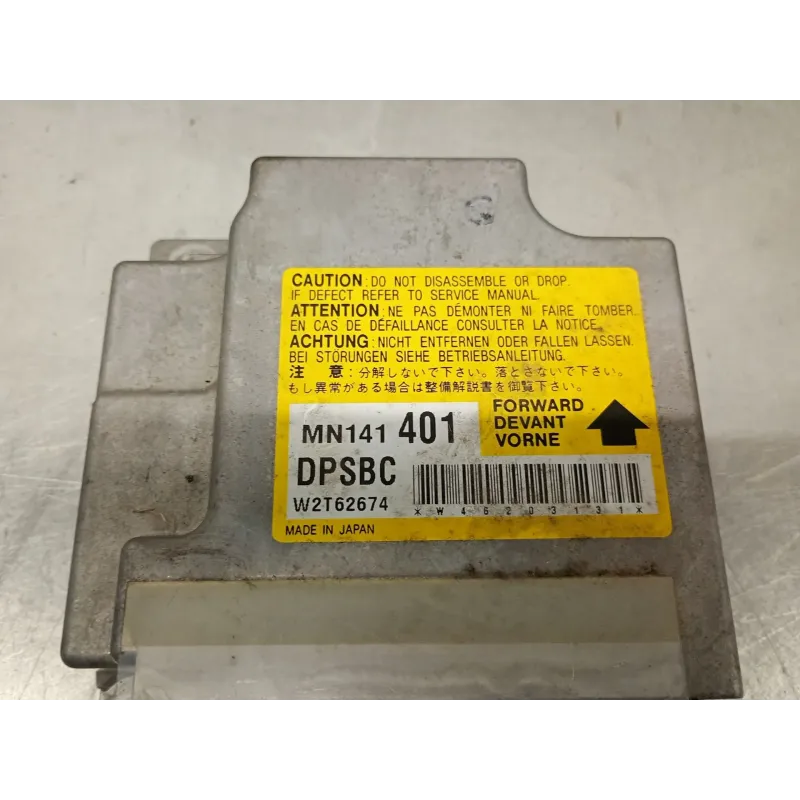 CAUTION : DO NOT DISASSEMBLE OR DROP.
IF DEFECT REFER TO SERVICE MANUAL.
ATTENTION : NE PAS DÉMONTER NI FAIRE TOMBER.
EN CAS DE DÉFAILLANCE CONSULTER LA NOTICE.
ACHTUNG : NICHT ENTFERNEN ODER FALLEN LASSEN.
BEI STÖRUNGEN SIEHE BETRIEBSANLEITUNG.
注 意 : 分解しないで下さい。落とさないで下さい。
もし異常がある場合は整備解説書を御覧下さい。
MN141 401
FORWARD
DEVANT
VORNE
DPSBC
W2T62674
*W46203131*
MADE IN JAPAN